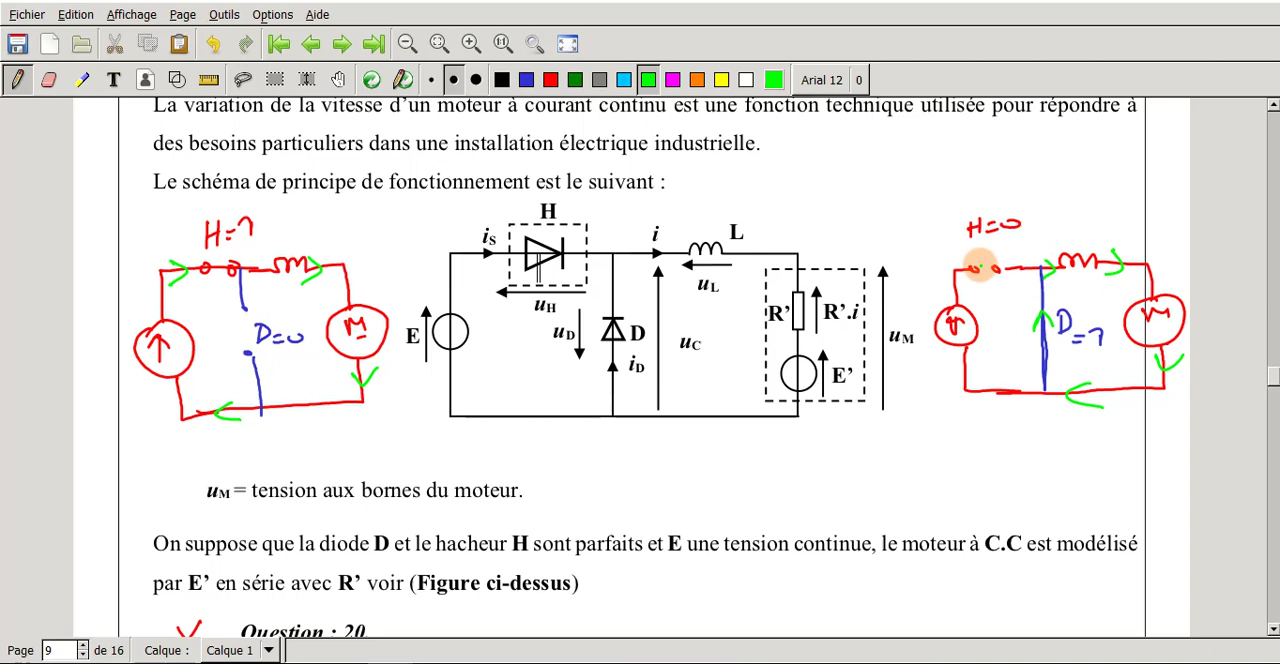 Fichier Edition Affichage Page Outils Options Aide
Arial 12 0
La variation de la vitesse d'un moteur à courant continu est une fonction technique utilisée pour répondre à
des besoins particuliers dans une installation électrique industrielle.
Le schéma de principe de fonctionnement est le suivant :
H=1
H
H=0
iS
i
L
uH
uL
M
D=0
E
uD
D
iD
uC
R'
R'.i
E'
uM
D
=1
M
uM = tension aux bornes du moteur.
On suppose que la diode D et le hacheur H sont parfaits et E une tension continue, le moteur à C.C est modélisé
par E' en série avec R' voir (Figure ci-dessus)
Question : 20
Page 9 de 16 Calque : Calque 1